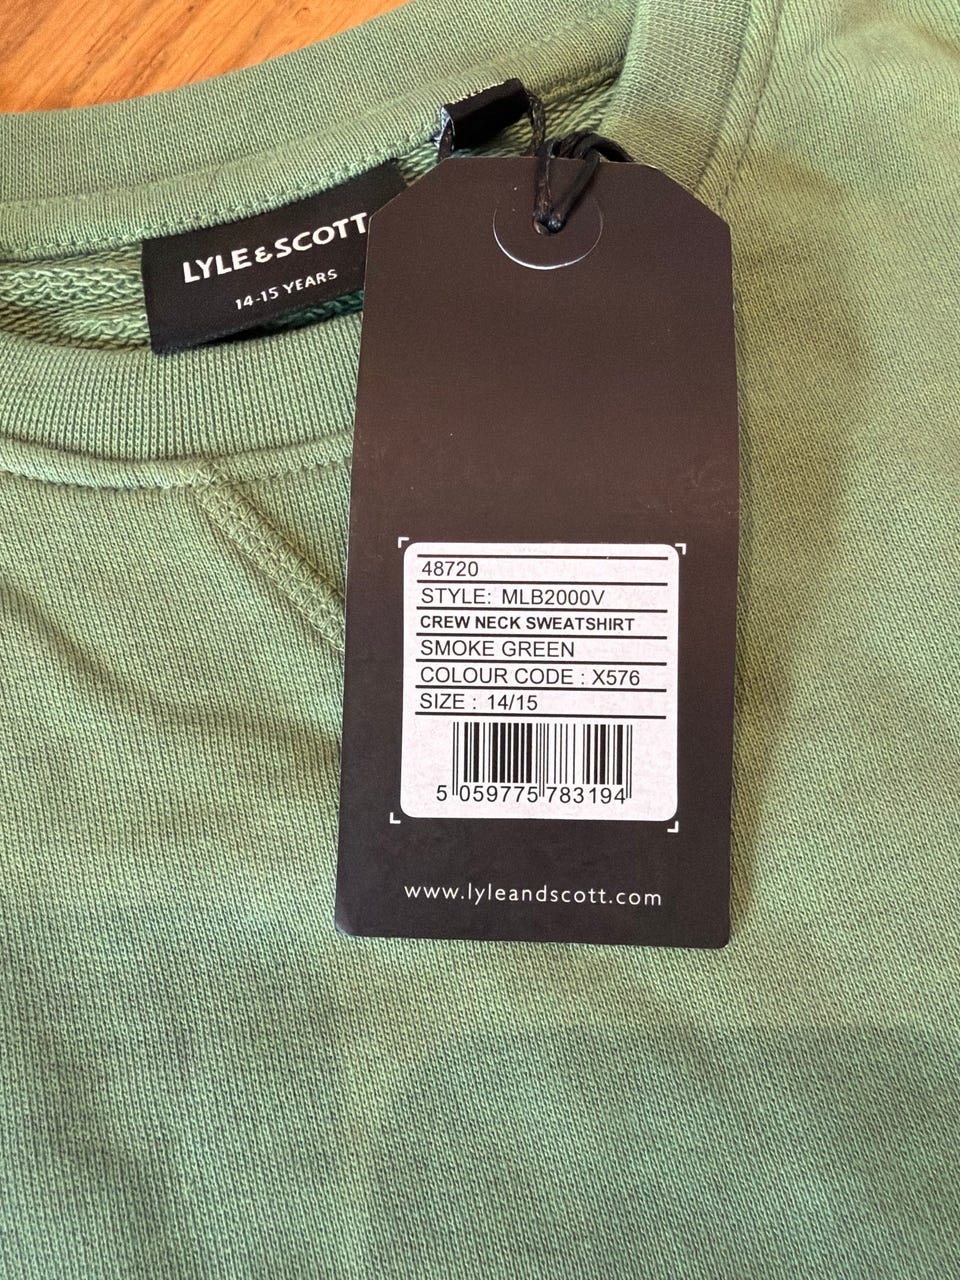 LYLE & SCOTT
14-15 YEARS
48720
STYLE: MLB2000V
CREW NECK SWEATSHIRT
SMOKE GREEN
COLOUR CODE : X576
SIZE : 14/15
5 059775 783194
www.lyleandscott.com